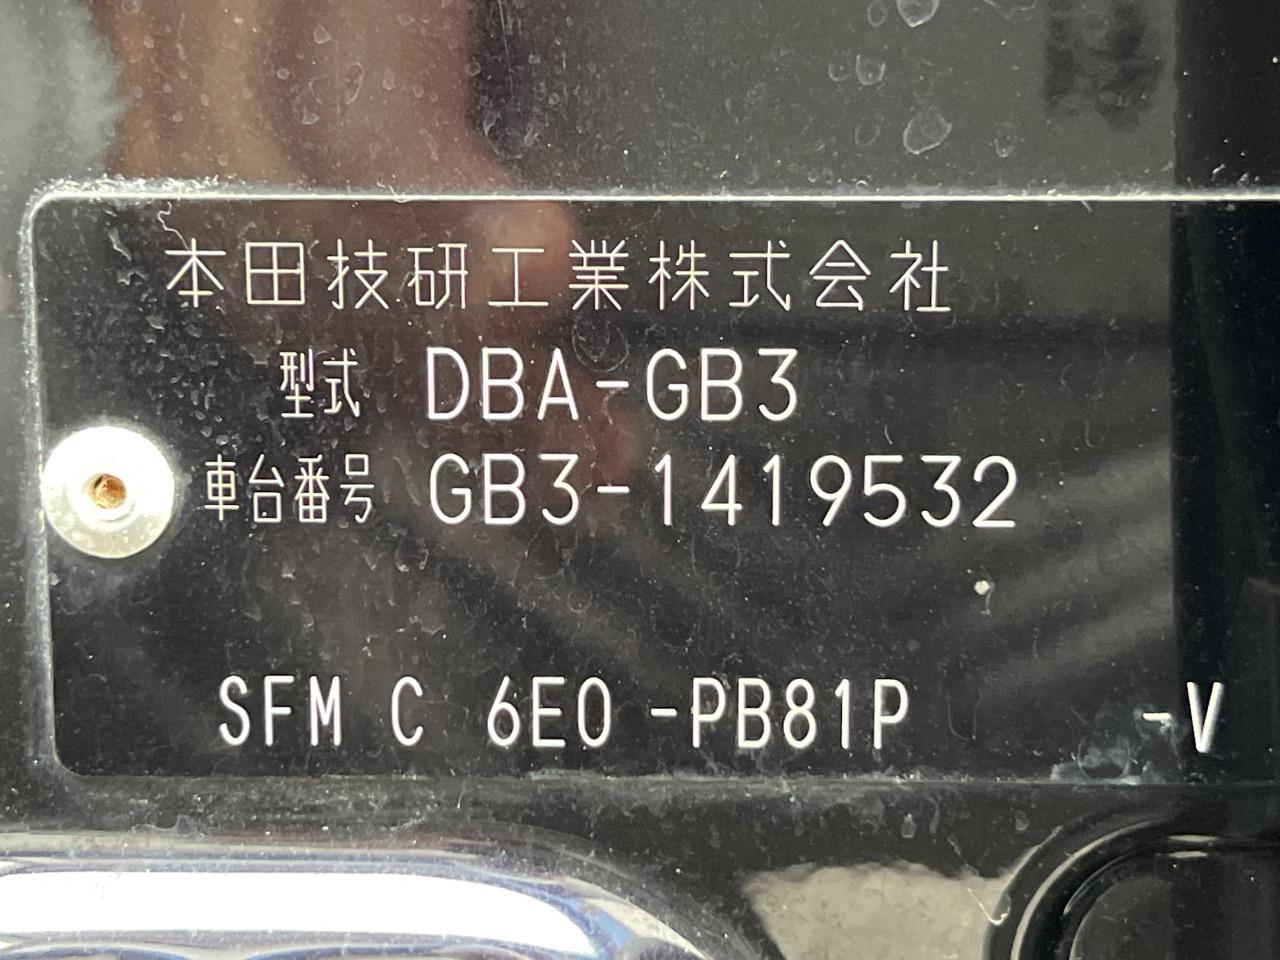 本田技研工業株式会社
型式 DBA-GB3
車台番号 GB3-1419532
SFM C 6E0 -PB81P -V